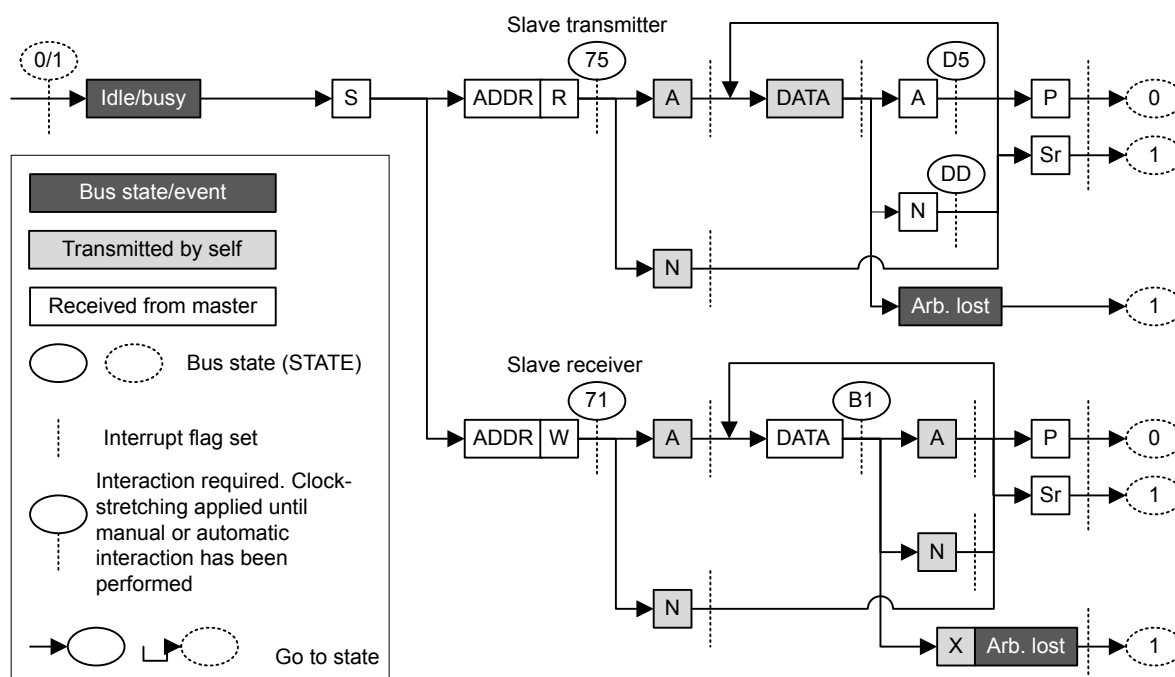 Slave transmitter
0/1
75
D5
Idle/busy
S
ADDR R
A
DATA
A
P
0
Sr
1
DD
N
N
Arb. lost
1
Bus state/event
Transmitted by self
Received from master
Bus state (STATE)
Interrupt flag set
Interaction required. Clock-
stretching applied until
manual or automatic
interaction has been
performed
Go to state
Slave receiver
71
B1
ADDR W
A
DATA
A
P
0
Sr
1
N
N
X Arb. lost
1